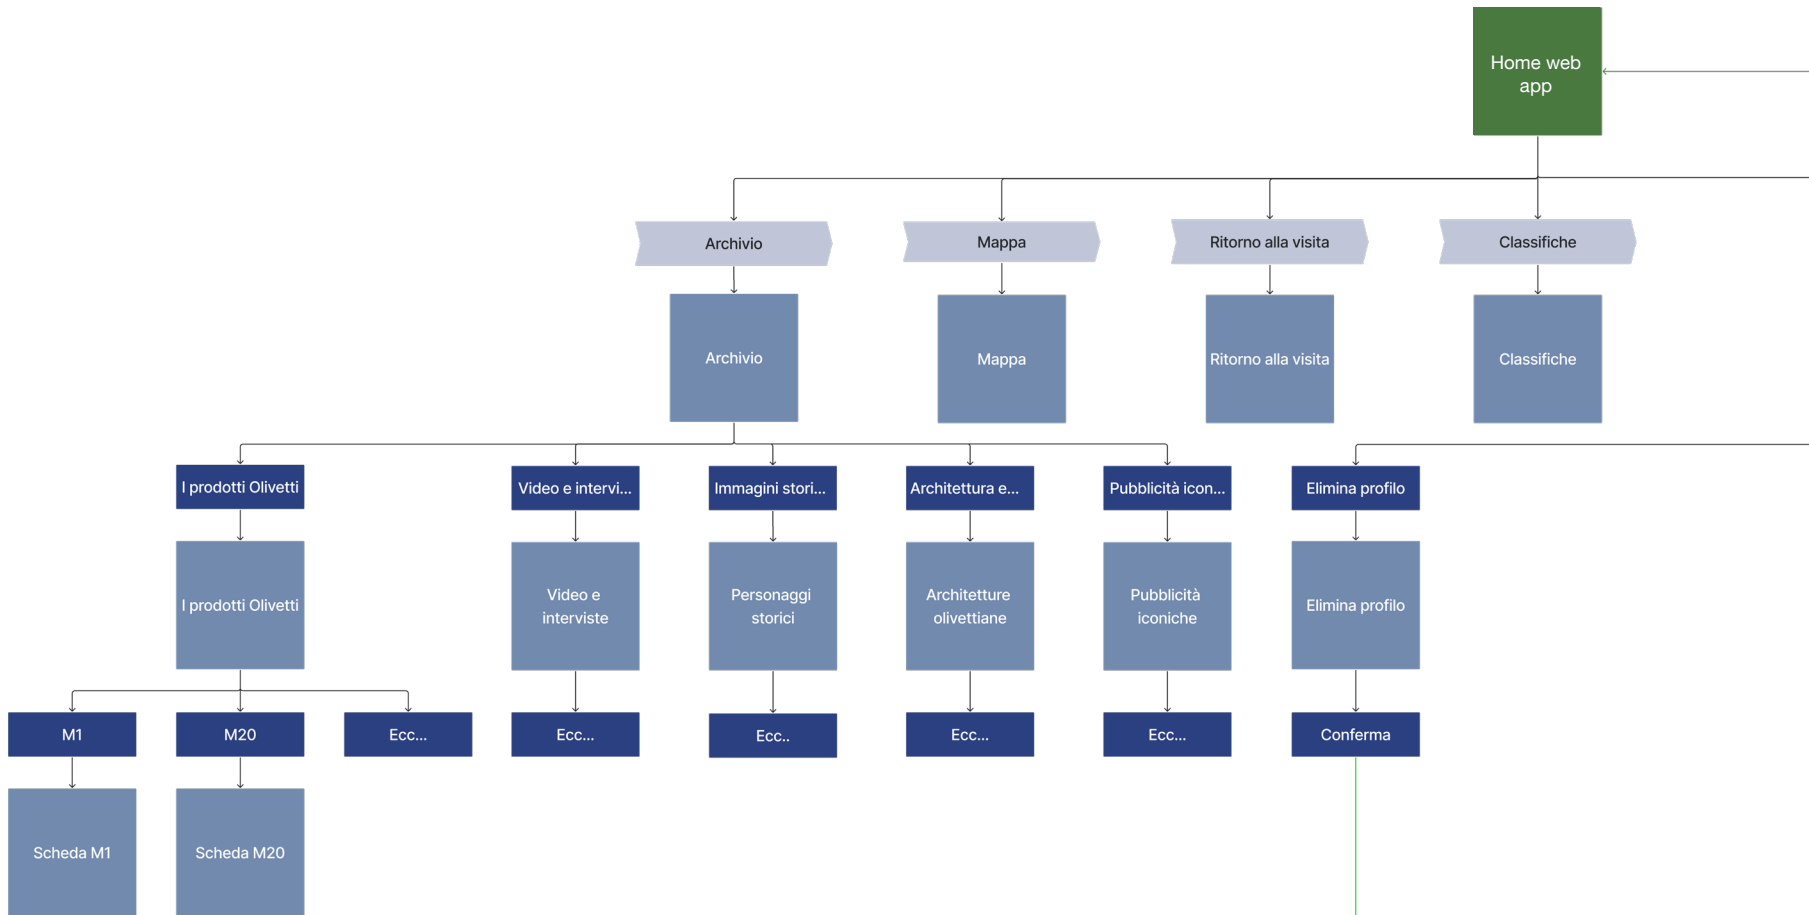 Home web
app
Archivio
Mappa
Ritorno alla visita
Classifiche
Archivio
Mappa
Ritorno alla visita
Classifiche
I prodotti Olivetti
Video e intervi...
Immagini stori...
Architettura e...
Pubblicità icon...
Elimina profilo
I prodotti Olivetti
Video e
interviste
Personaggi
storici
Architetture
olivettiane
Pubblicità
iconiche
Elimina profilo
M1
M20
Ecc...
Ecc...
Ecc..
Ecc...
Ecc...
Conferma
Scheda M1
Scheda M20